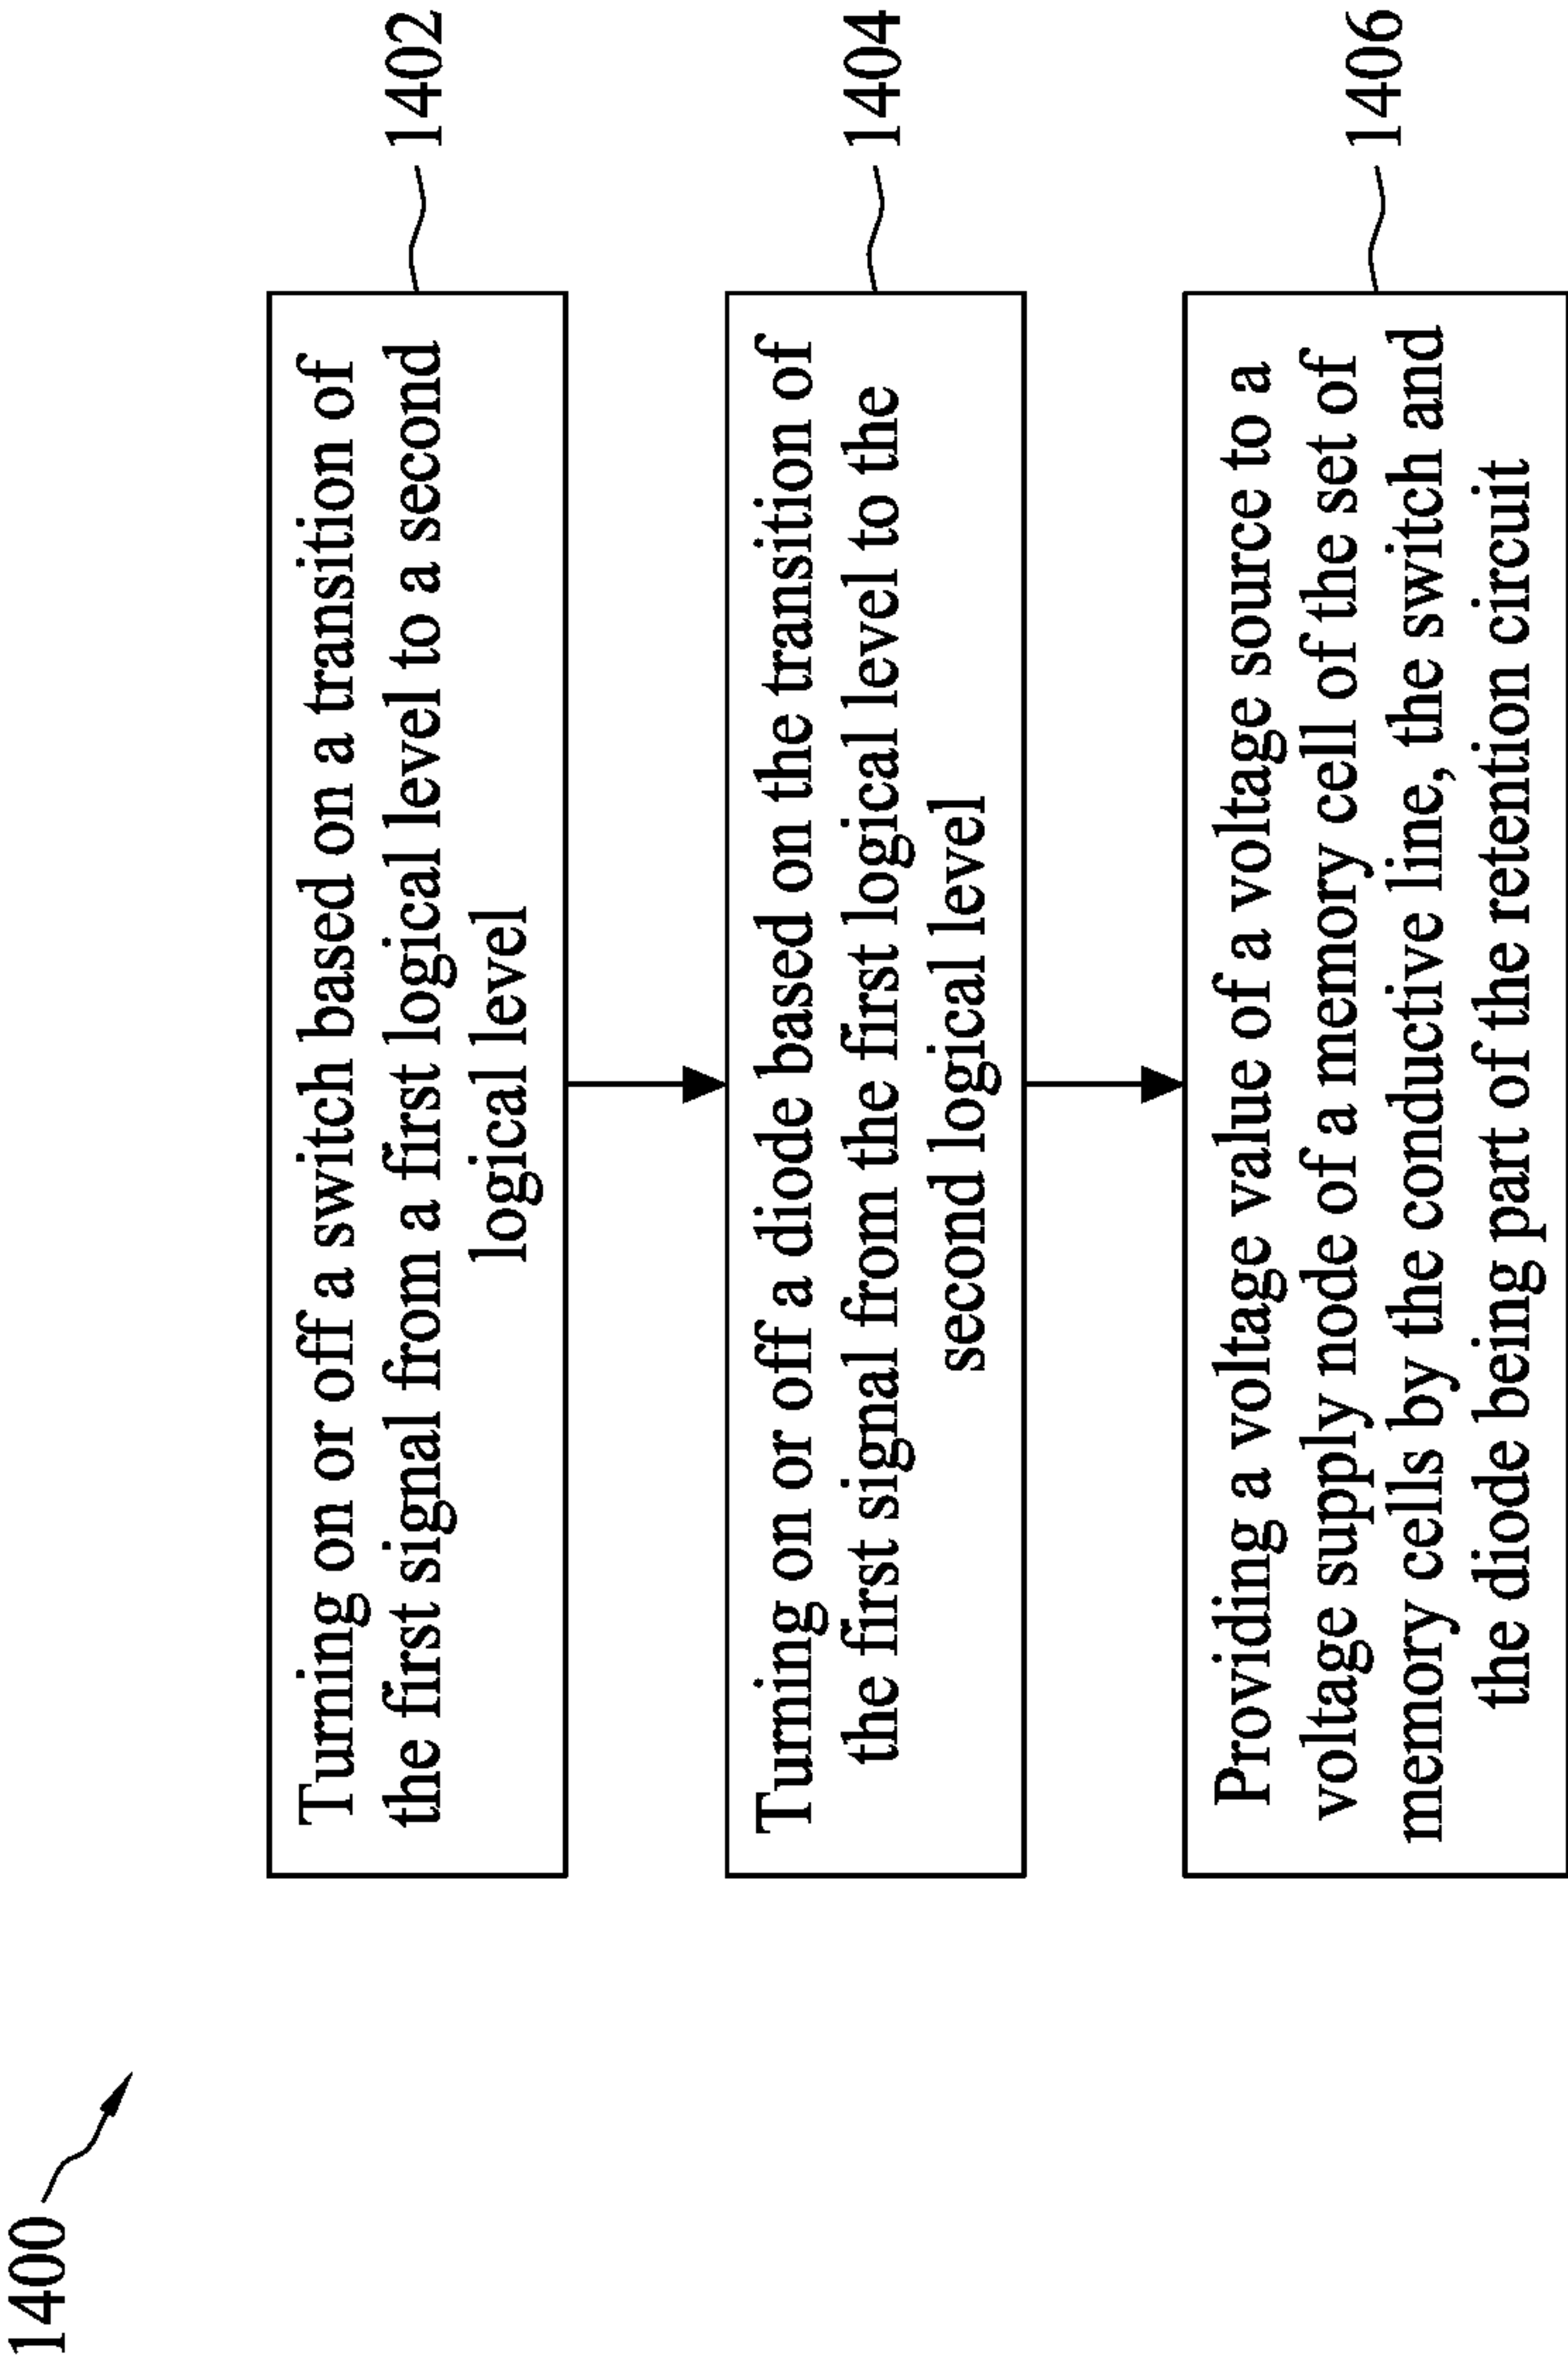 1400
Turning on or off a switch based on a transition of
the first signal from a first logical level to a second
logical level
1402
Turning on or off a diode based on the transition of
the first signal from the first logical level to the
second logical level
1404
Providing a voltage value of a voltage source to a
voltage supply node of a memory cell of the set of
memory cells by the conductive line, the switch and
the diode being part of the retention circuit
1406